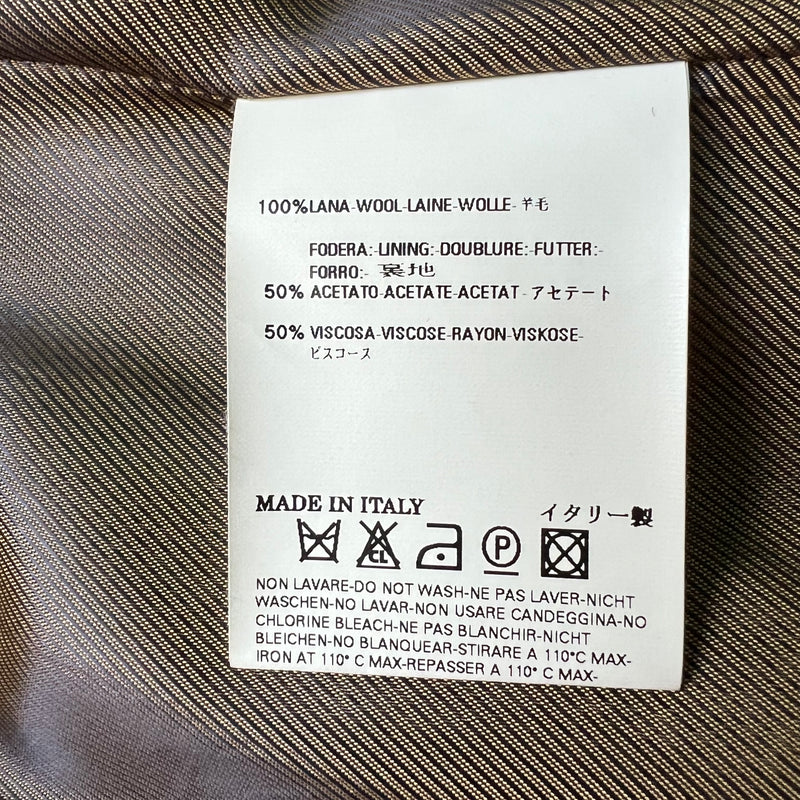 100%LANA-WOOL-LAINE-WOLLE-羊毛
FODERA:-LINING:-DOUBLURE:-FUTTER:-
FORRO:- 裏地
50% ACETATO-ACETATE-ACETAT-アセテート
50% VISCOSA-VISCOSE-RAYON-VISKOSE-
ビスコース
MADE IN ITALY イタリー製
CL P
NON LAVARE-DO NOT WASH-NE PAS LAVER-NICHT
WASCHEN-NO LAVAR-NON USARE CANDEGGINA-NO
CHLORINE BLEACH-NE PAS BLANCHIR-NICHT
BLEICHEN-NO BLANQUEAR-STIRARE A 110°C MAX-
IRON AT 110° C MAX-REPASSER A 110° C MAX-